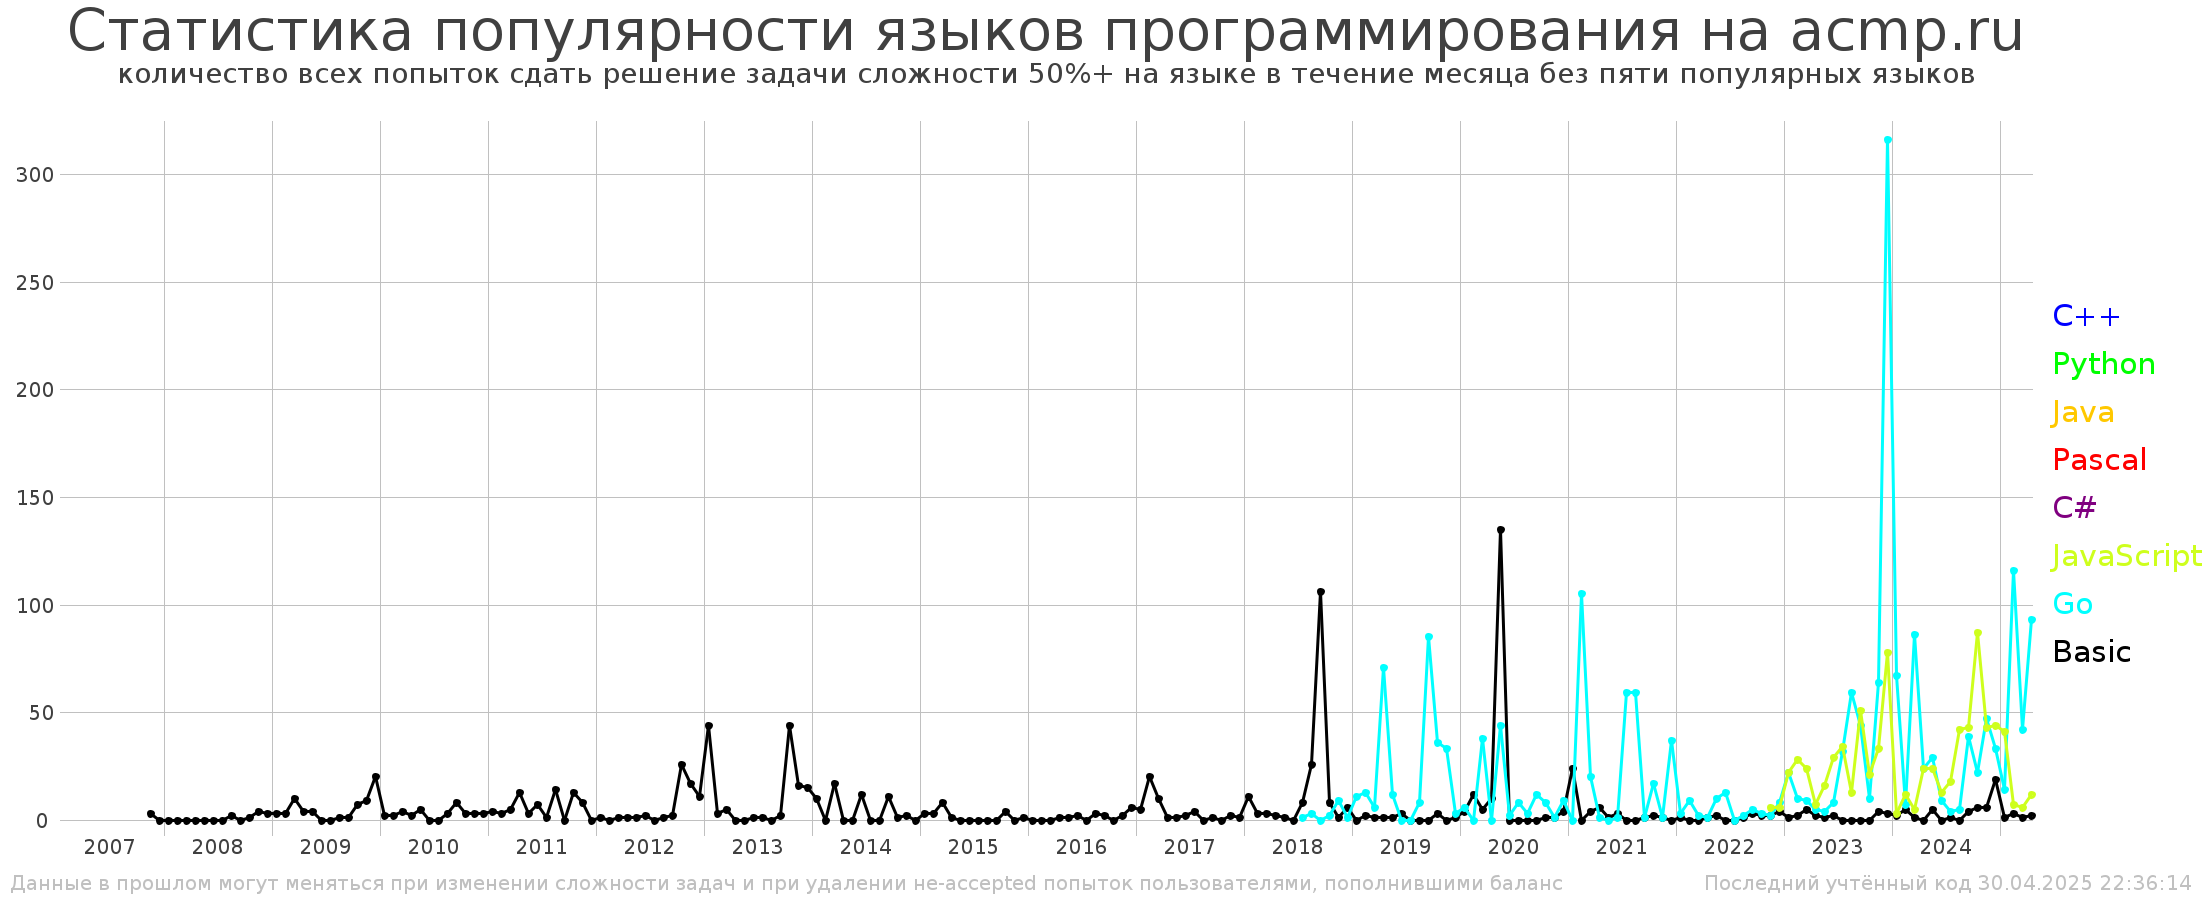 Статистика популярности языков программирования на acmp.ru
количество всех попыток сдать решение задачи сложности 50%+ на языке в течение месяца без пяти популярных языков
300
250
200
150
100
50
0
C++
Python
Java
Pascal
C#
JavaScript
Go
Basic
2007 2008 2009 2010 2011 2012 2013 2014 2015 2016 2017 2018 2019 2020 2021 2022 2023 2024
Данные в прошлом могут меняться при изменении сложности задач и при удалении не-accepted попыток пользователями, пополнившими баланс
Последний учтённый код 30.04.2025 22:36:14